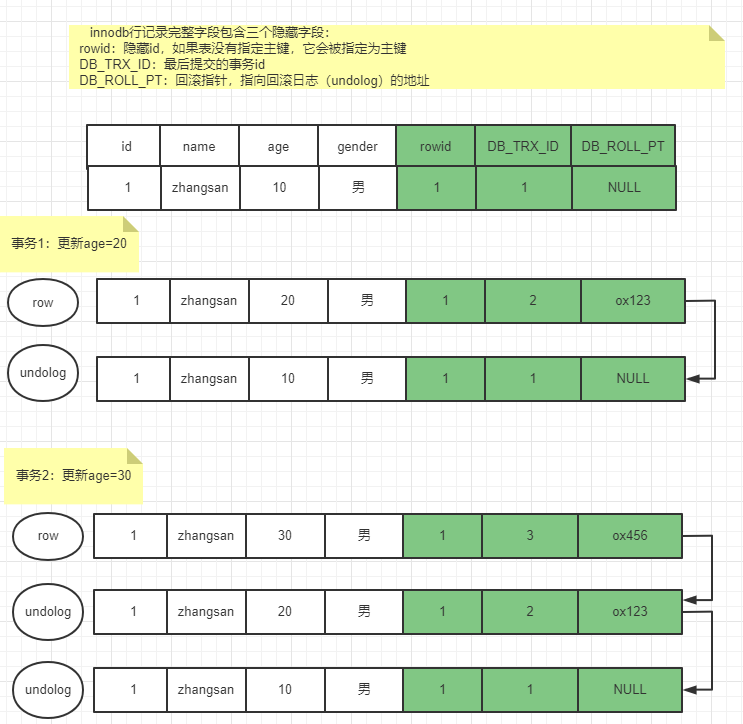 innodb行记录完整字段包含三个隐藏字段：
rowid：隐藏id，如果表没有指定主键，它会被指定为主键
DB_TRX_ID：最后提交的事务id
DB_ROLL_PT：回滚指针，指向回滚日志（undolog）的地址
id name age gender rowid DB_TRX_ID DB_ROLL_PT
1 zhangsan 10 男 1 1 NULL
事务1：更新age=20
row 1 zhangsan 20 男 1 2 ox123
undolog 1 zhangsan 10 男 1 1 NULL
事务2：更新age=30
row 1 zhangsan 30 男 1 3 ox456
undolog 1 zhangsan 20 男 1 2 ox123
undolog 1 zhangsan 10 男 1 1 NULL